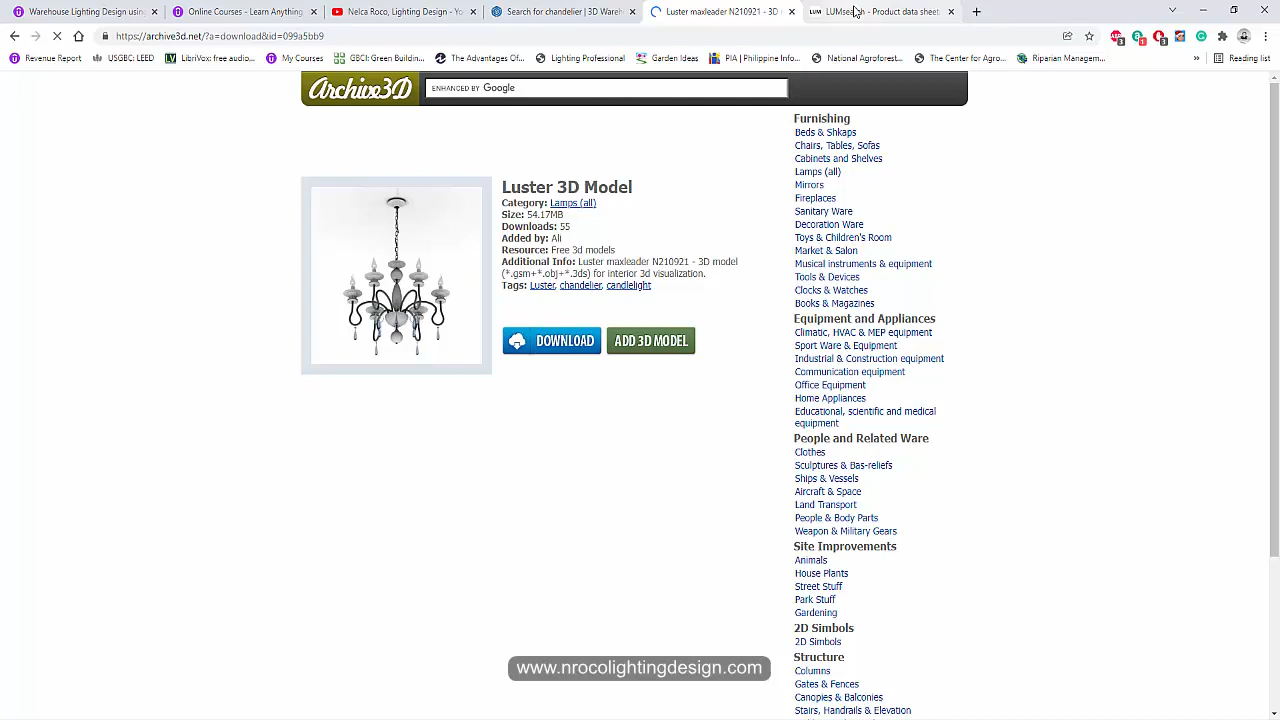 Warehouse Lighting Design using
Online Courses - Learn Anything
Nelca Roco, Lighting Design - Yo
Search for chandelier | 3D Wareh
Luster maxleader N210921 - 3D
LUM
LUMsearch - Product data sheet
https://archive3d.net/?a=download&id=099a5bb9
Revenue Report
USGBC: LEED
LibriVox: free audio...
My Courses
GBCI: Green Building...
The Advantages Of...
Lighting Professional
Garden Ideas
PIA | Philippine Info...
National Agroforest...
The Center for Agro...
Riparian Managem...
»
Reading list
Archive3D
ENHANCED BY Google
Luster 3D Model
Category: Lamps (all)
Size: 54.17MB
Downloads: 55
Added by: Ali
Resource: Free 3d models
Additional Info: Luster maxleader N210921 - 3D model
(*.gsm+*.obj+*.3ds) for interior 3d visualization.
Tags: Luster, chandelier, candlelight
DOWNLOAD
ADD 3D MODEL
Furnishing
Beds & Shkaps
Chairs, Tables, Sofas
Cabinets and Shelves
Lamps (all)
Mirrors
Fireplaces
Sanitary Ware
Decoration Ware
Toys & Children's Room
Market & Salon
Musical instruments & equipment
Tools & Devices
Clocks & Watches
Books & Magazines
Equipment and Appliances
Climatic, HVAC & MEP equipment
Sport Ware & Equipment
Industrial & Construction equipment
Communication equipment
Office Equipment
Home Appliances
Educational, scientific and medical
equipment
People and Related Ware
Clothes
Sculptures & Bas-reliefs
Ships & Vessels
Aircraft & Space
Land Transport
People & Body Parts
Weapon & Military Gears
Site Improvements
Animals
House Plants
Street Stuff
Park Stuff
Gardening
2D Simbols
2D Simbols
Structure
Columns
Gates & Fences
Canopies & Balconies
Stairs, Handrails & Elevation
www.nrocolightingdesign.com